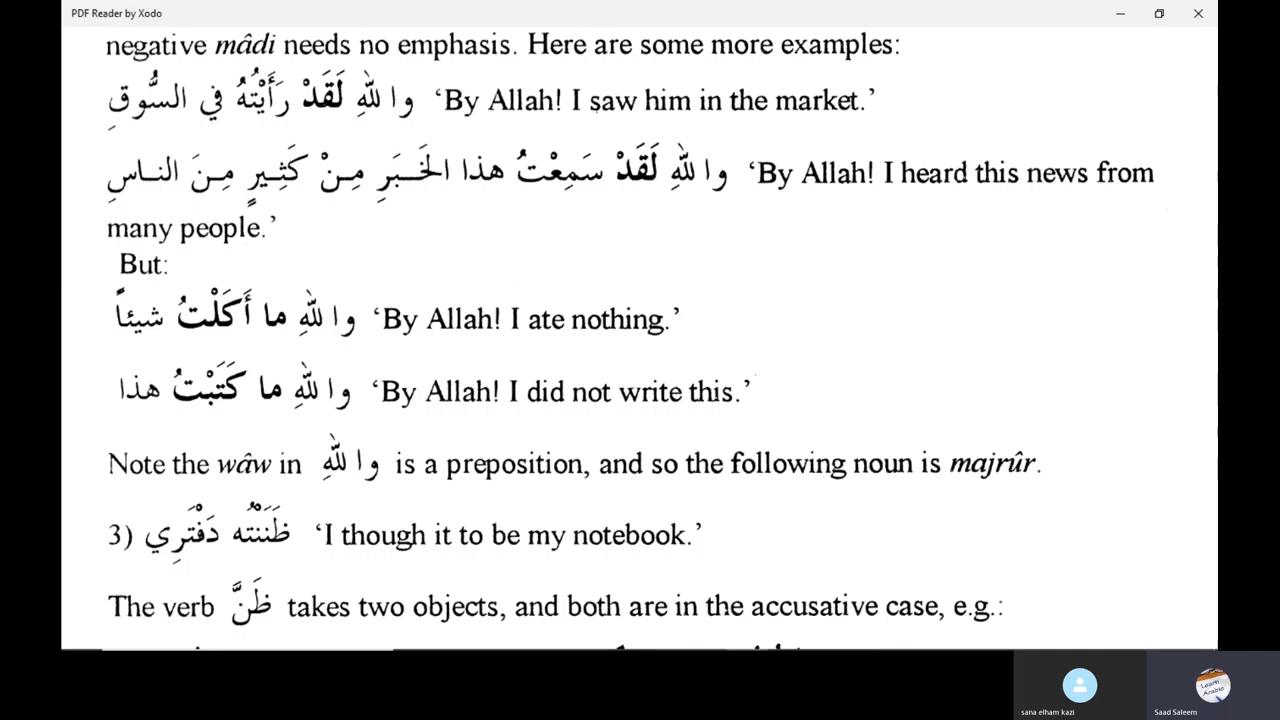 PDF Reader by Xodo
negative mâdi needs no emphasis. Here are some more examples:
واللهِ لَقَدْ رَأَيْتُهُ في السُّوقِ ‘By Allah! I saw him in the market.’
واللهِ لَقَدْ سَمِعْتُ هذا الخَبَرِ مِنْ كَثِيرٍ مِنَ الناسِ ‘By Allah! I heard this news from
many people.’
But:
واللهِ ما أَكَلْتُ شيئاً ‘By Allah! I ate nothing.’
واللهِ ما كَتَبْتُ هذا ‘By Allah! I did not write this.’
Note the wâw in واللهِ is a preposition, and so the following noun is majrûr.
3) ظَنَنْتُه دَفْتَرِي ‘I though it to be my notebook.’
The verb ظَنَّ takes two objects, and both are in the accusative case, e.g.:
Learn Arabic
sana elham kazi
Saad Saleem